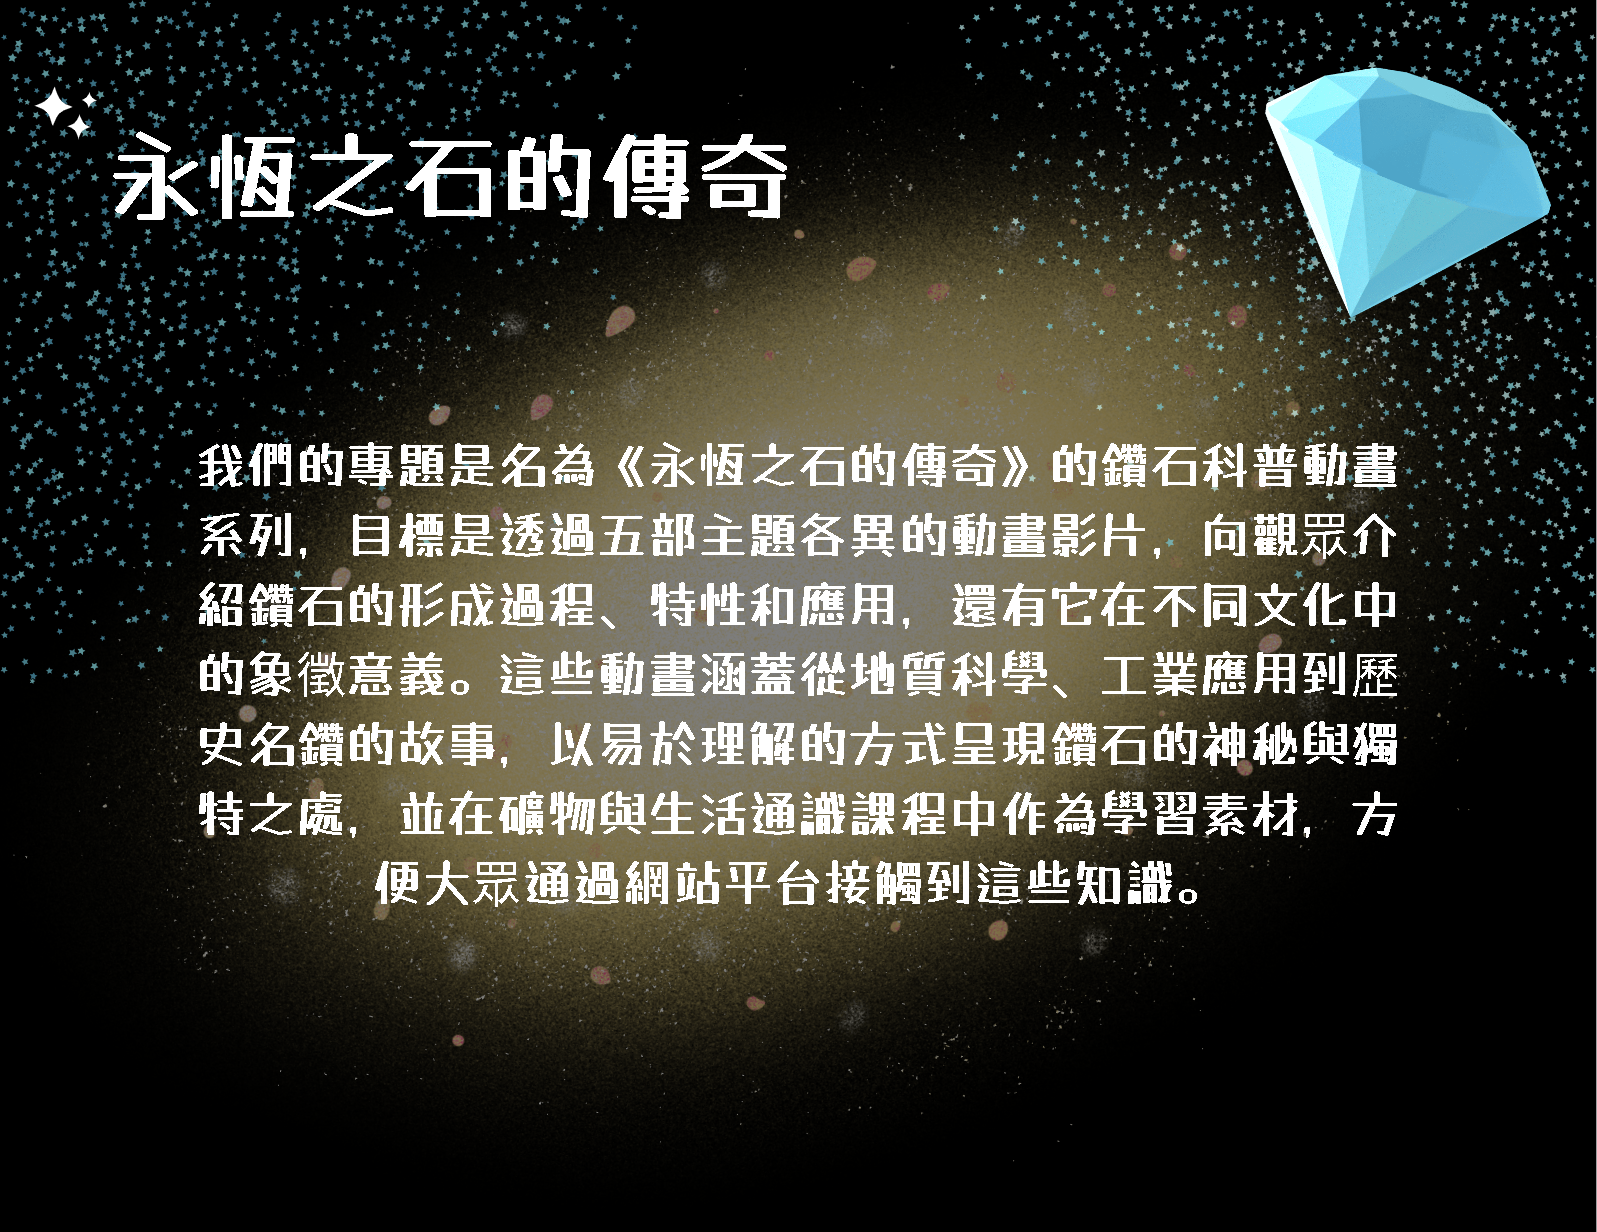 永恆之石的傳奇
我們的專題是名為《永恆之石的傳奇》的鑽石科普動畫
系列，目標是透過五部主題各異的動畫影片，向觀眾介
紹鑽石的形成過程、特性和應用，還有它在不同文化中
的象徵意義。這些動畫涵蓋從地質科學、工業應用到歷
史名鑽的故事，以易於理解的方式呈現鑽石的神秘與獨
特之處，並在礦物與生活通識課程中作為學習素材，方
便大眾通過網站平台接觸到這些知識。